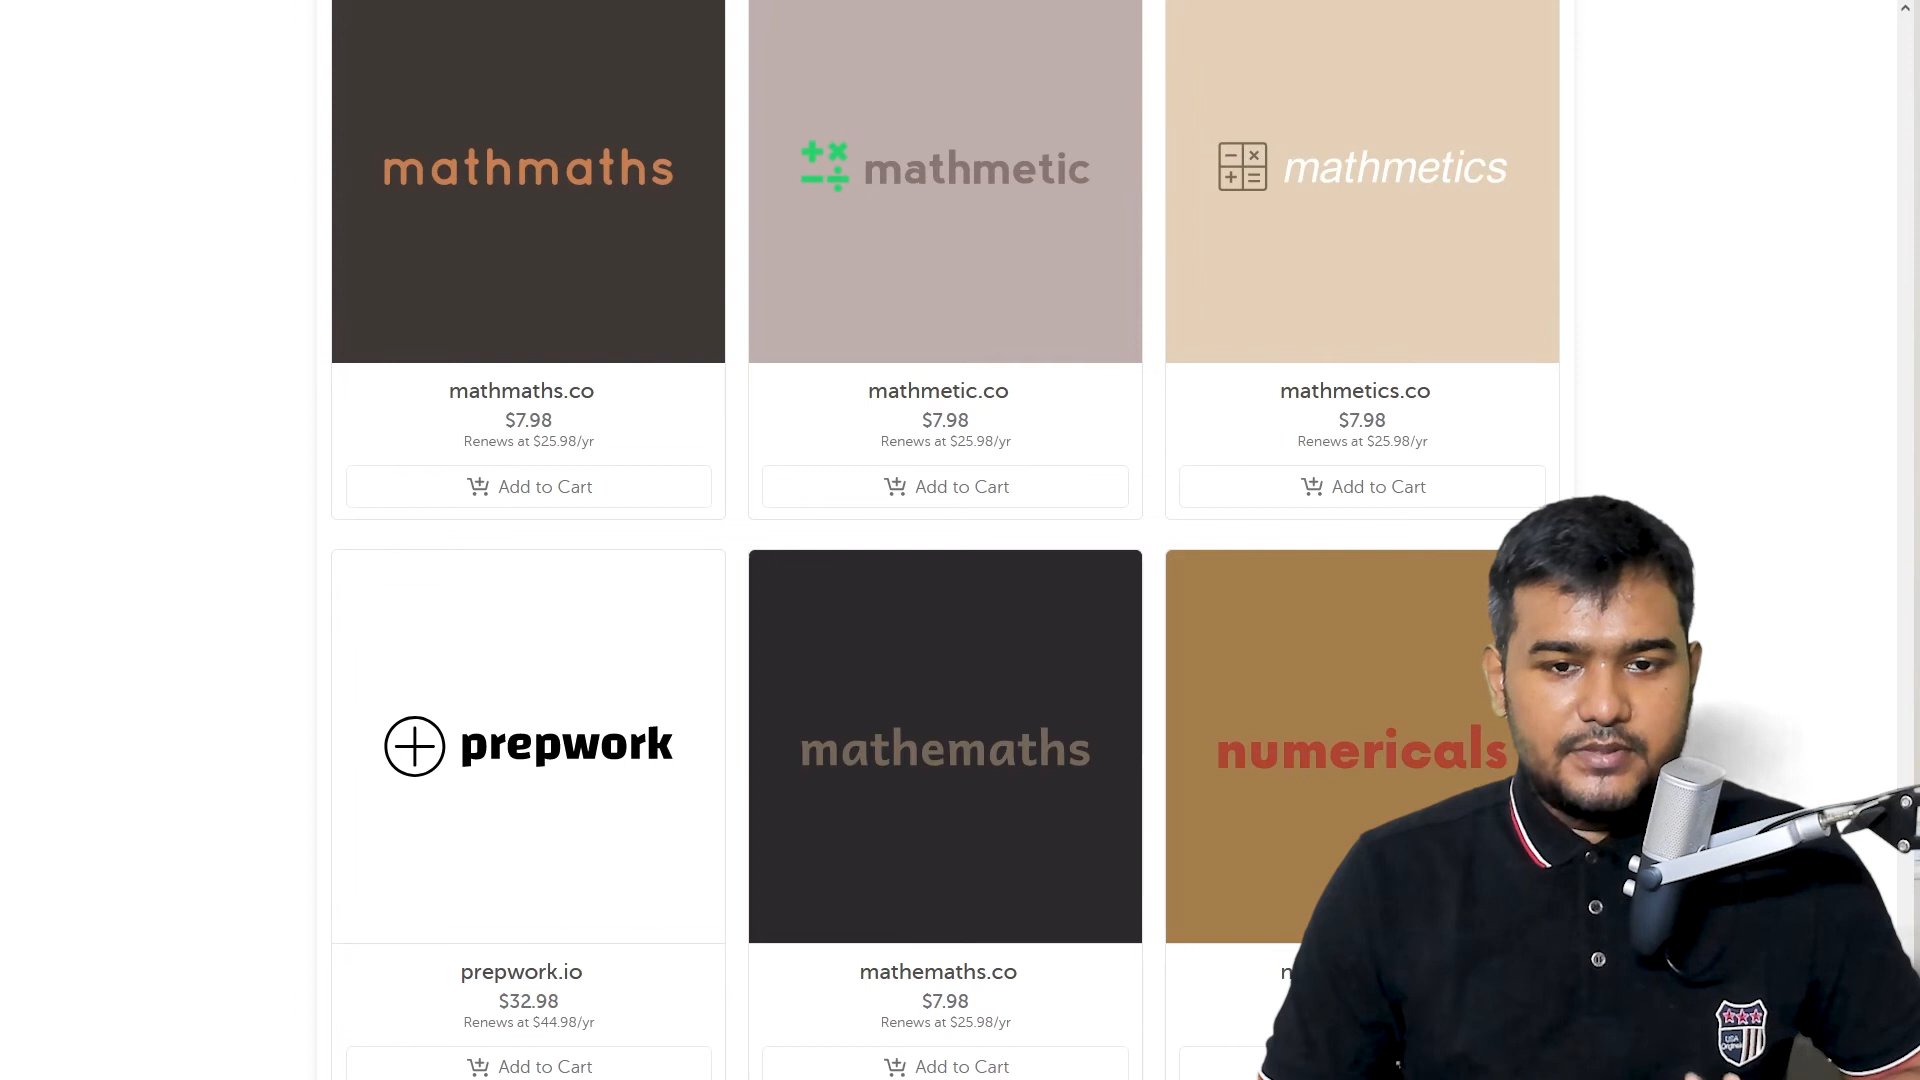 mathmaths
mathmetic
mathmetics
mathmaths.co
$7.98
Renews at $25.98/yr
Add to Cart
mathmetic.co
$7.98
Renews at $25.98/yr
Add to Cart
mathmetics.co
$7.98
Renews at $25.98/yr
Add to Cart
prepwork
mathemaths
numericals
prepwork.io
$32.98
Renews at $44.98/yr
Add to Cart
mathemaths.co
$7.98
Renews at $25.98/yr
Add to Cart
n
USA